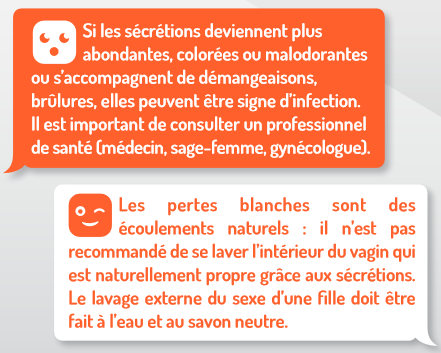 Si les sécrétions deviennent plus
abondantes, colorées ou malodorantes
ou s'accompagnent de démangeaisons,
brûlures, elles peuvent être signe d'infection.
Il est important de consulter un professionnel
de santé (médecin, sage-femme, gynécologue).
Les pertes blanches sont des
écoulements naturels : il n'est pas
recommandé de se laver l'intérieur du vagin qui
est naturellement propre grâce aux sécrétions.
Le lavage externe du sexe d'une fille doit être
fait à l'eau et au savon neutre.